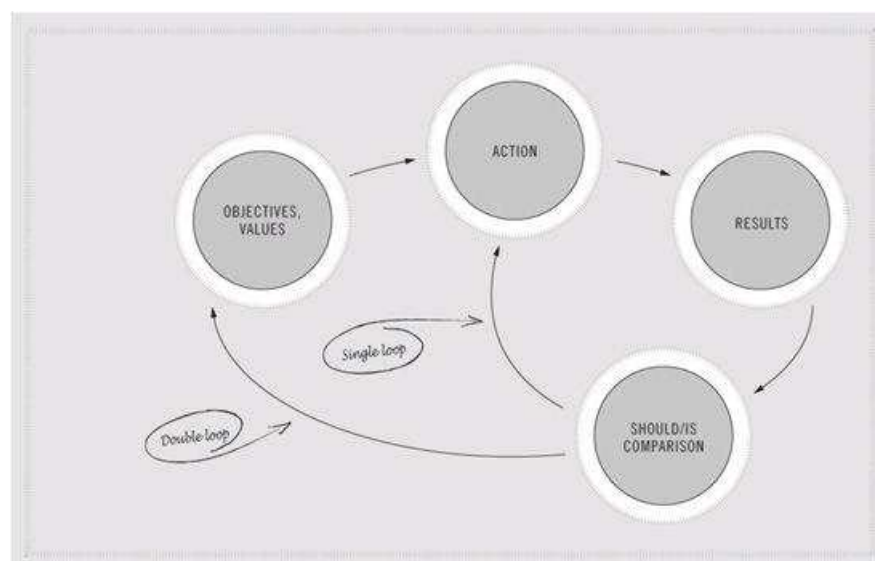 ACTION
OBJECTIVES,
VALUES
RESULTS
Single loop
Double loop
SHOULD/IS
COMPARISON